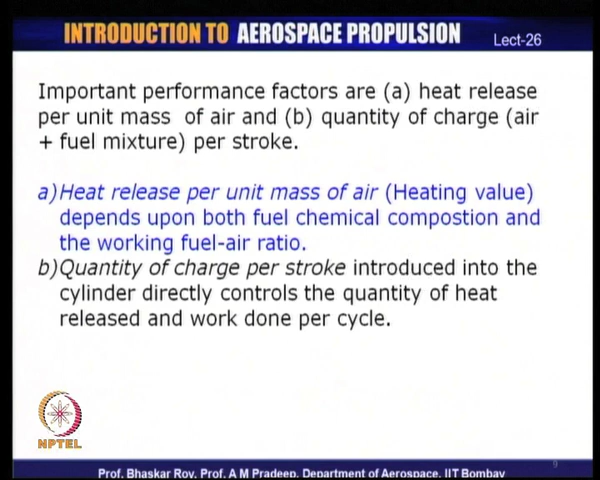 INTRODUCTION TO AEROSPACE PROPULSION
Lect-26
Important performance factors are (a) heat release
per unit mass of air and (b) quantity of charge (air
+ fuel mixture) per stroke.
a)Heat release per unit mass of air (Heating value)
depends upon both fuel chemical compostion and
the working fuel-air ratio.
b)Quantity of charge per stroke introduced into the
cylinder directly controls the quantity of heat
released and work done per cycle.
NPTEL
9
Prof. Bhaskar Roy, Prof. A M Pradeep, Department of Aerospace, IIT Bombay